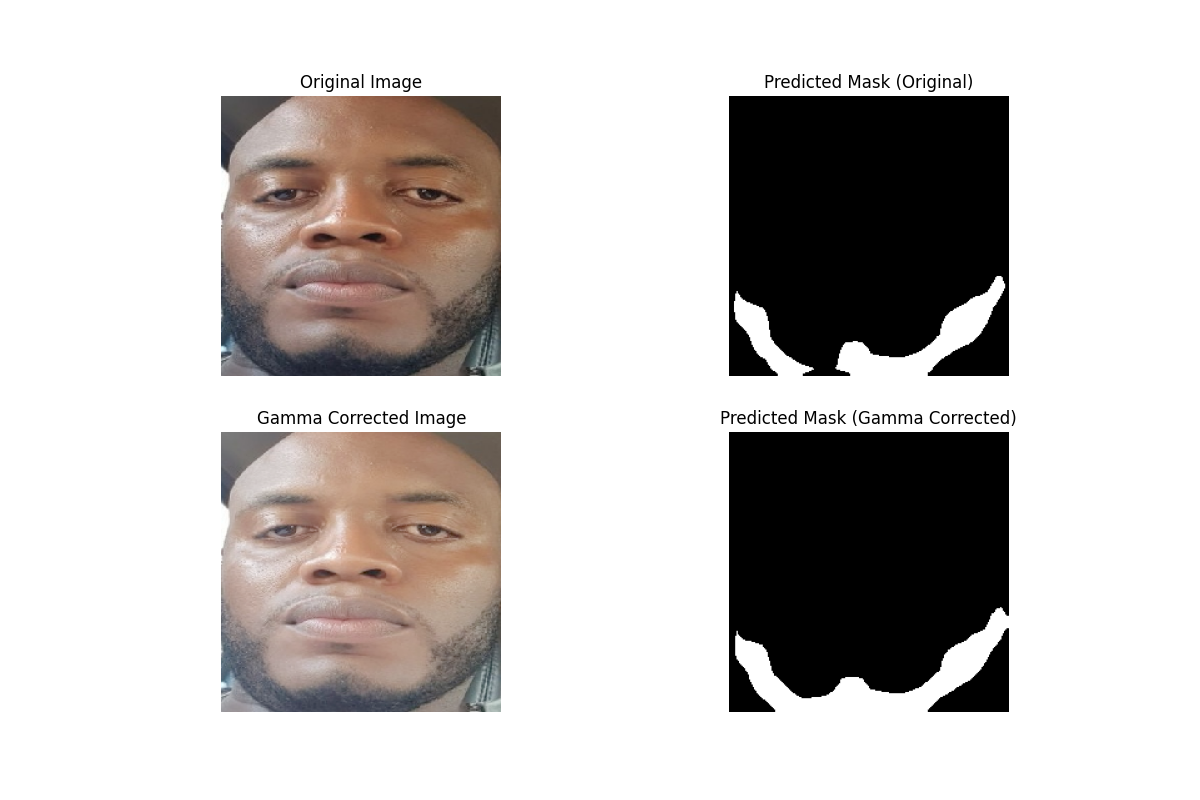 Original Image
Predicted Mask (Original)
Gamma Corrected Image
Predicted Mask (Gamma Corrected)